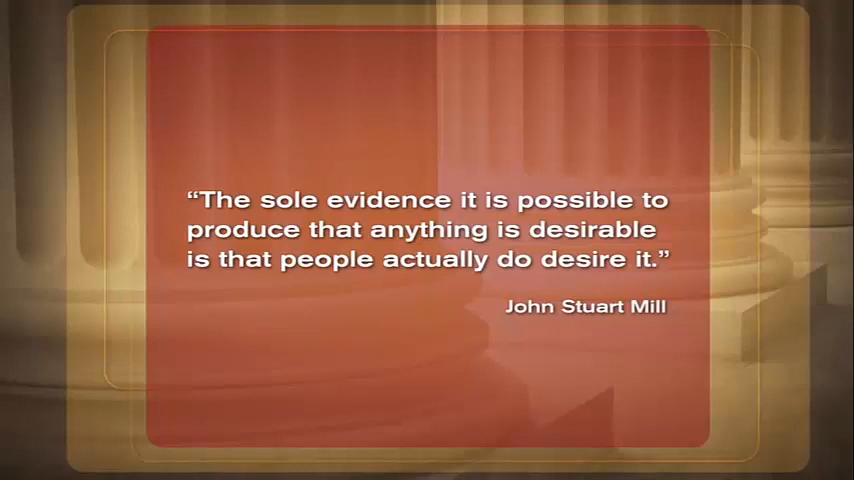 “The sole evidence it is possible to
produce that anything is desirable
is that people actually do desire it.”
John Stuart Mill